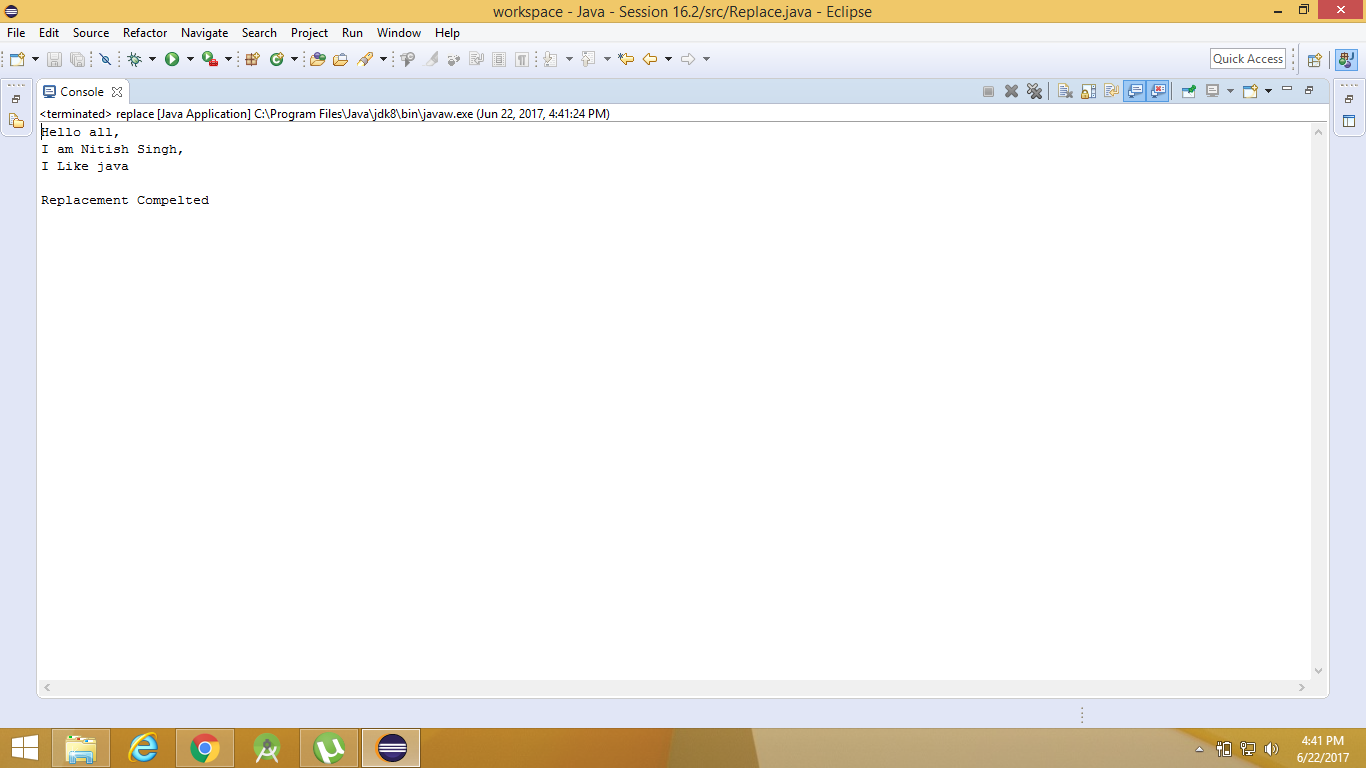 workspace - Java - Session 16.2/src/Replace.java - Eclipse
File Edit Source Refactor Navigate Search Project Run Window Help
Quick Access
Console
<terminated> replace [Java Application] C:\Program Files\Java\jdk8\bin\javaw.exe (Jun 22, 2017, 4:41:24 PM)
Hello all,
I am Nitish Singh,
I Like java
Replacement Compelted
4:41 PM
6/22/2017